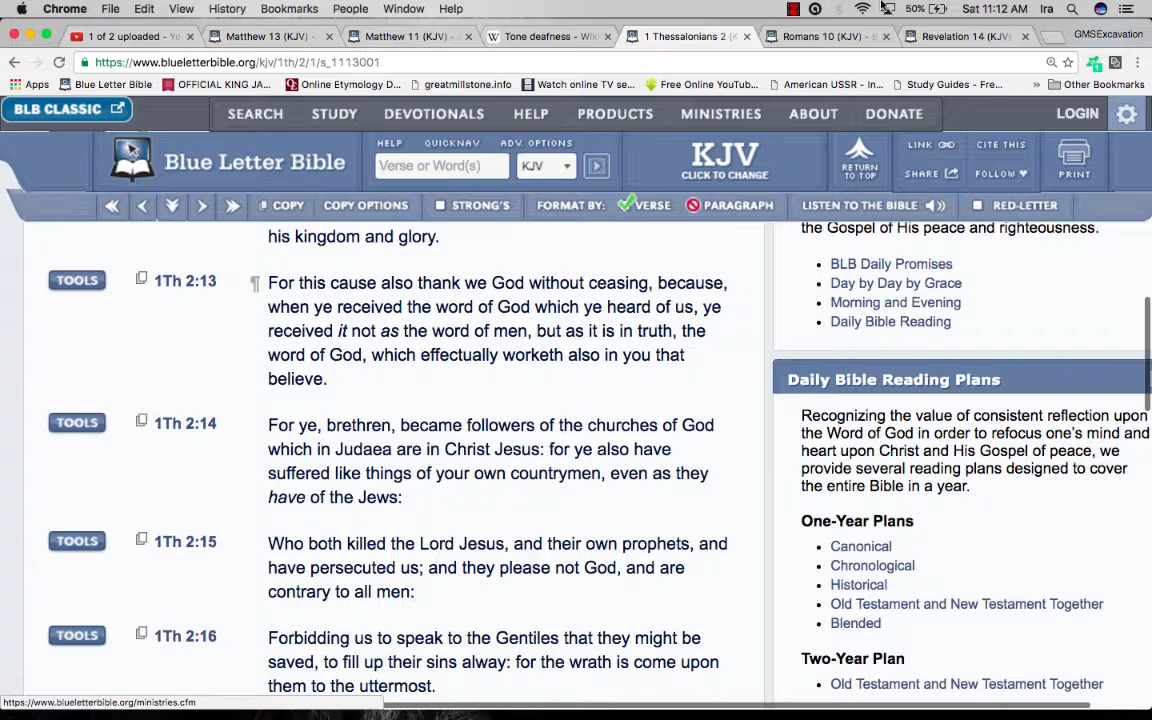 Chrome File Edit View History Bookmarks People Window Help 50% Sat 11:12 AM Ira
1 of 2 uploaded - Yo Matthew 13 (KJV) - Matthew 11 (KJV) - Tone deafness - Wiki 1 Thessalonians 2 (K Romans 10 (KJV) - B Revelation 14 (KJV) GMSExcavation
https://www.blueletterbible.org/kjv/1th/2/1/s_1113001
Apps Blue Letter Bible OFFICIAL KING JA... Online Etymology D... greatmillstone.info Watch online TV se... Free Online YouTub... American USSR -- In... Study Guides - Fre... » Other Bookmarks
BLB CLASSIC SEARCH STUDY DEVOTIONALS HELP PRODUCTS MINISTRIES ABOUT DONATE LOGIN
Blue Letter Bible
HELP QUICKNAV ADV. OPTIONS
Verse or Word(s) KJV
KJV
CLICK TO CHANGE
RETURN
TO TOP
LINK CITE THIS
SHARE FOLLOW
PRINT
COPY COPY OPTIONS STRONG'S FORMAT BY: VERSE PARAGRAPH LISTEN TO THE BIBLE RED-LETTER
his kingdom and glory.
TOOLS 1Th 2:13 ¶ For this cause also thank we God without ceasing, because,
when ye received the word of God which ye heard of us, ye
received it not as the word of men, but as it is in truth, the
word of God, which effectually worketh also in you that
believe.
TOOLS 1Th 2:14 For ye, brethren, became followers of the churches of God
which in Judaea are in Christ Jesus: for ye also have
suffered like things of your own countrymen, even as they
have of the Jews:
TOOLS 1Th 2:15 Who both killed the Lord Jesus, and their own prophets, and
have persecuted us; and they please not God, and are
contrary to all men:
TOOLS 1Th 2:16 Forbidding us to speak to the Gentiles that they might be
saved, to fill up their sins alway: for the wrath is come upon
them to the uttermost.
the Gospel of His peace and righteousness.
BLB Daily Promises
Day by Day by Grace
Morning and Evening
Daily Bible Reading
Daily Bible Reading Plans
Recognizing the value of consistent reflection upon
the Word of God in order to refocus one's mind and
heart upon Christ and His Gospel of peace, we
provide several reading plans designed to cover
the entire Bible in a year.
One-Year Plans
Canonical
Chronological
Historical
Old Testament and New Testament Together
Blended
Two-Year Plan
Old Testament and New Testament Together
https://www.blueletterbible.org/ministries.cfm